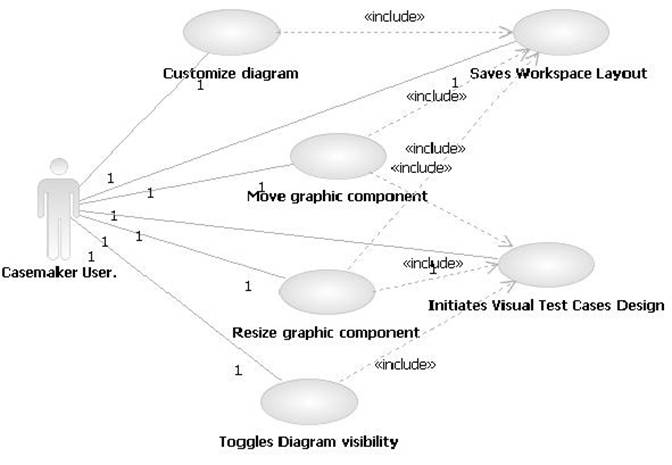 «include»
Customize diagram
Saves Workspace Layout
1
1
«include»
«include»
«include»
1
1
1
Move graphic component
1
1
1
Casemaker User.
1
«include»
1
1
Initiates Visual Test Cases Design
Resize graphic component
«include»
1
Toggles Diagram visibility